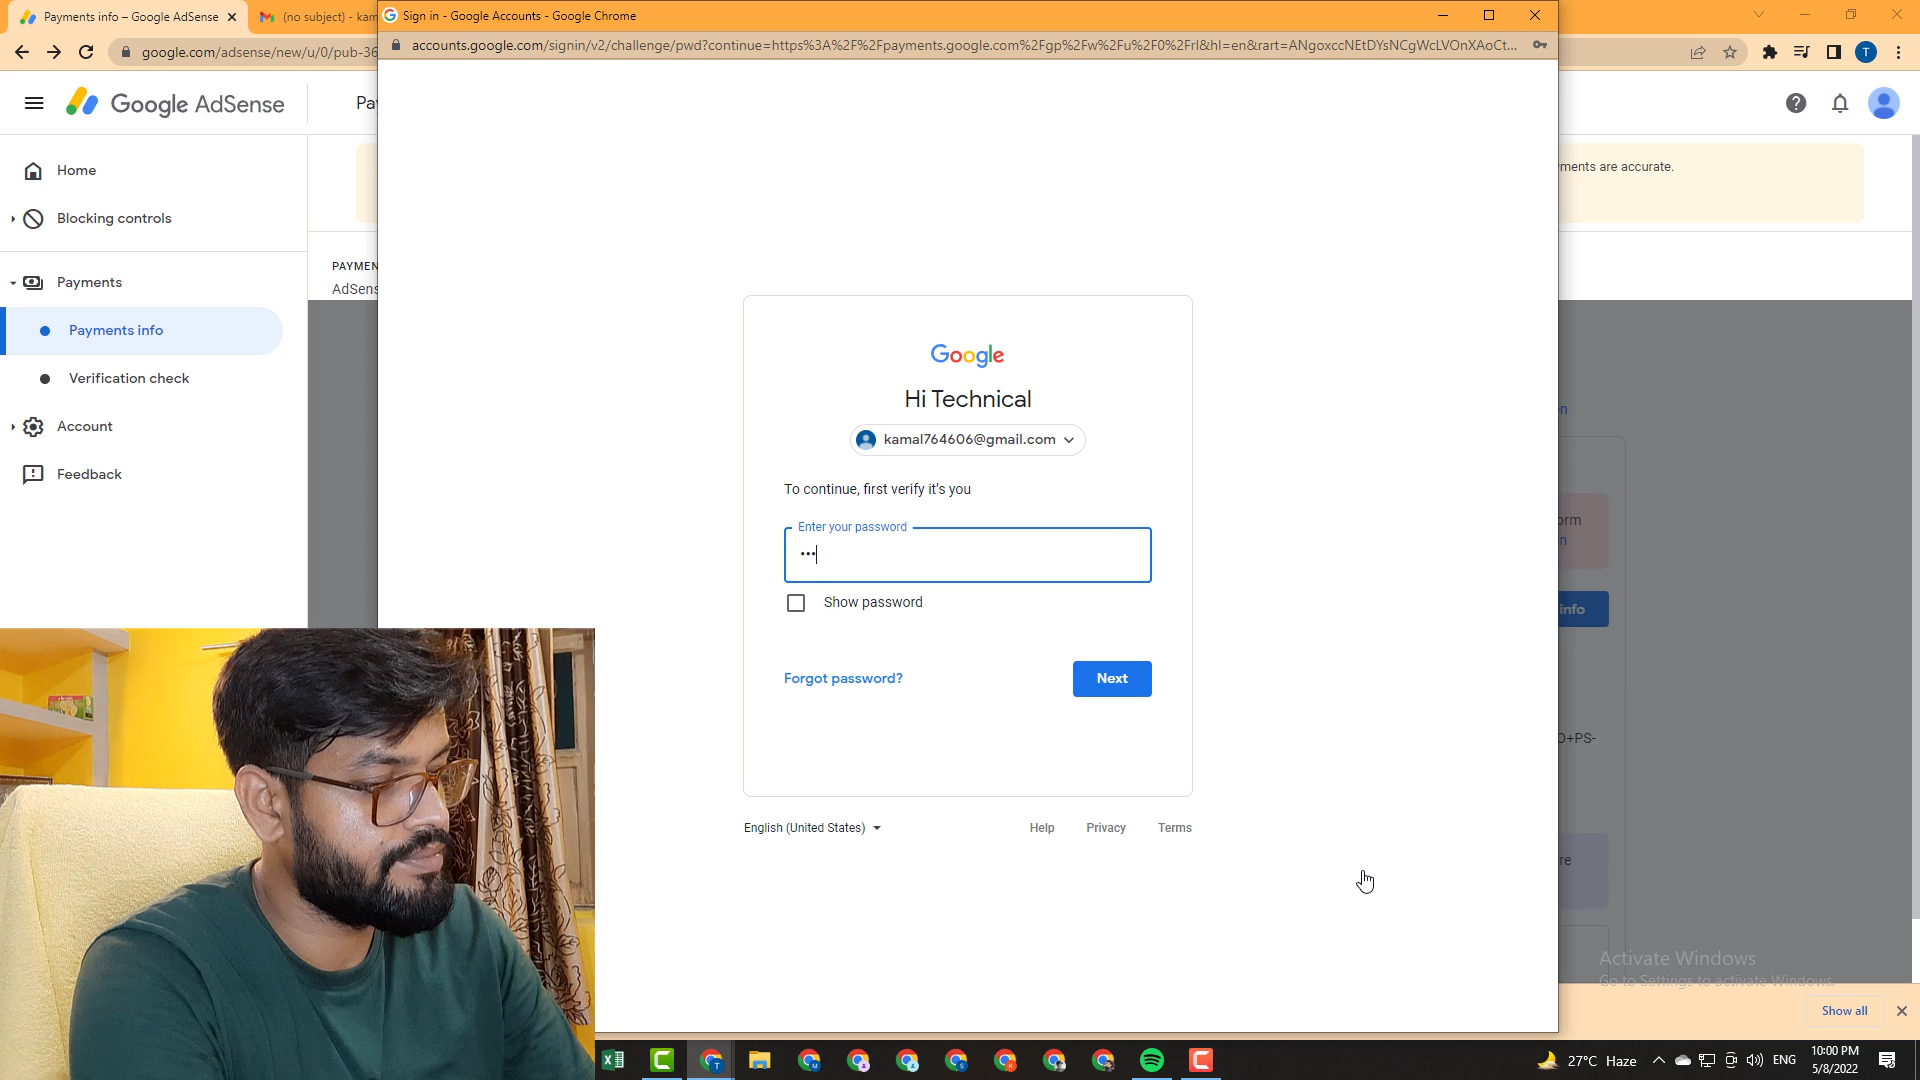 Payments info – Google AdSense
(no subject) - kam
Sign in - Google Accounts - Google Chrome
google.com/adsense/new/u/0/pub-36
accounts.google.com/signin/v2/challenge/pwd?continue=https%3A%2F%2Fpayments.google.com%2Fgp%2Fw%2Fu%2F0%2FrI&hl=en&rart=ANgoxccNEtDYsNCgWcLVOnXAoCt...
T
Google AdSense
Pa
Home
Blocking controls
Payments
Payments info
Verification check
Account
Feedback
PAYMEN
AdSens
yments are accurate.
Google
Hi Technical
kamal764606@gmail.com
To continue, first verify it's you
Enter your password
•••
Show password
Forgot password?
Next
English (United States)
Help
Privacy
Terms
n
orm
n
info
O+PS-
re
Activate Windows
Go to Settings to activate Windows.
Show all
27°C Haze
ENG
10:00 PM
5/8/2022